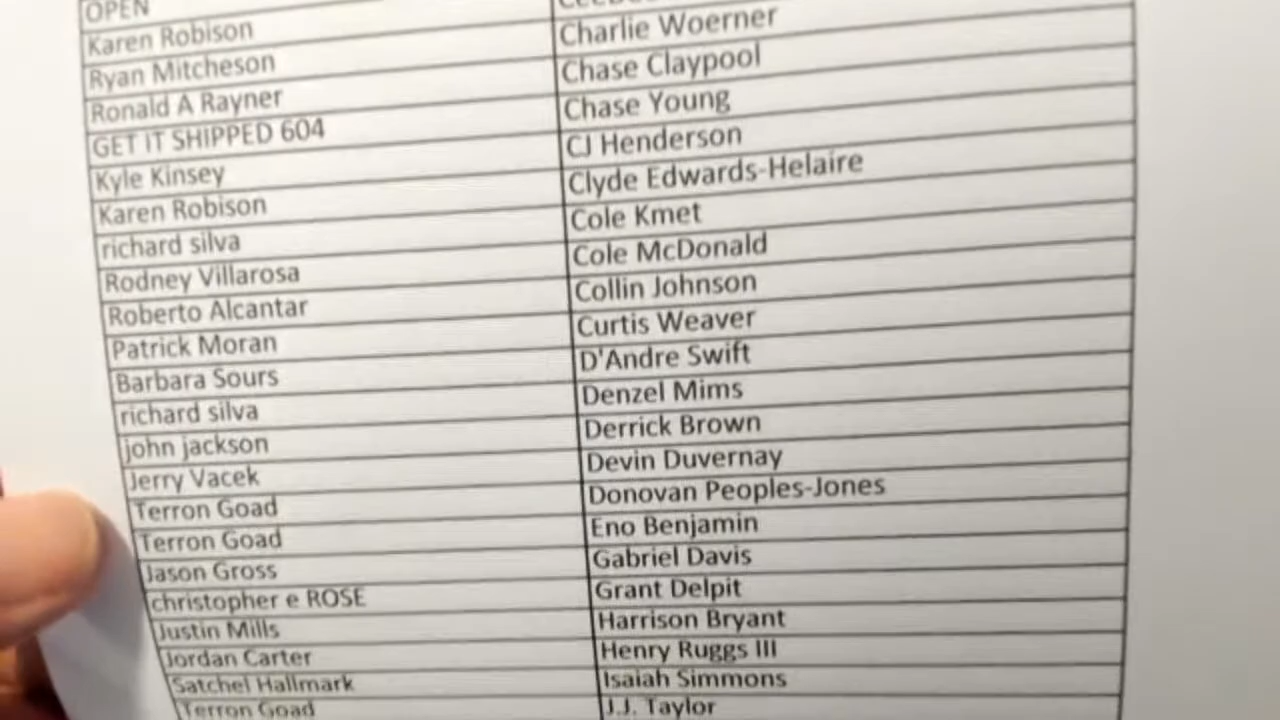 OPEN
Karen Robison
Ryan Mitcheson Charlie Woerner
Ronald A Rayner Chase Claypool
GET IT SHIPPED 604 Chase Young
Kyle Kinsey CJ Henderson
Karen Robison Clyde Edwards-Helaire
richard silva Cole Kmet
Rodney Villarosa Cole McDonald
Roberto Alcantar Collin Johnson
Patrick Moran Curtis Weaver
Barbara Sours D'Andre Swift
richard silva Denzel Mims
john jackson Derrick Brown
Jerry Vacek Devin Duvernay
Terron Goad Donovan Peoples-Jones
Terron Goad Eno Benjamin
Jason Gross Gabriel Davis
christopher e ROSE Grant Delpit
Justin Mills Harrison Bryant
Jordan Carter Henry Ruggs III
Satchel Hallmark Isaiah Simmons
Terron Goad J.J. Taylor